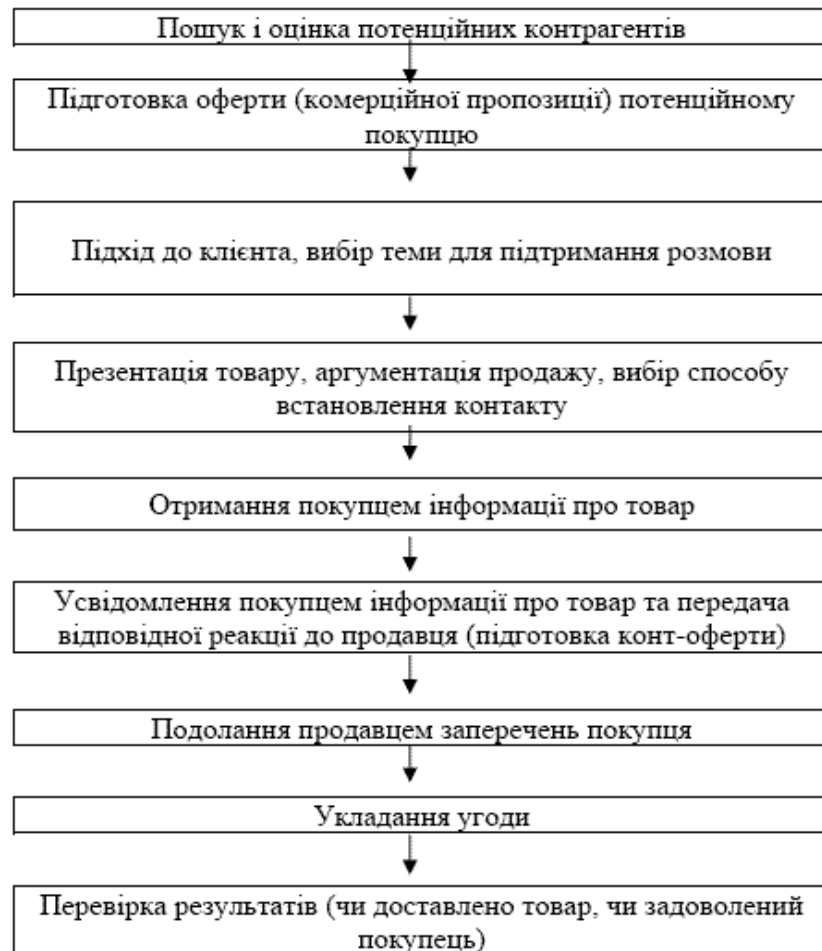 Пошук і оцінка потенційних контрагентів
Підготовка оферти (комерційної пропозиції) потенційному
покупцю
Підхід до клієнта, вибір теми для підтримання розмови
Презентація товару, аргументація продажу, вибір способу
встановлення контакту
Отримання покупцем інформації про товар
Усвідомлення покупцем інформації про товар та передача
відповідної реакції до продавця (підготовка конт-оферти)
Подолання продавцем заперечень покупця
Укладання угоди
Перевірка результатів (чи доставлено товар, чи задоволений
покупець)